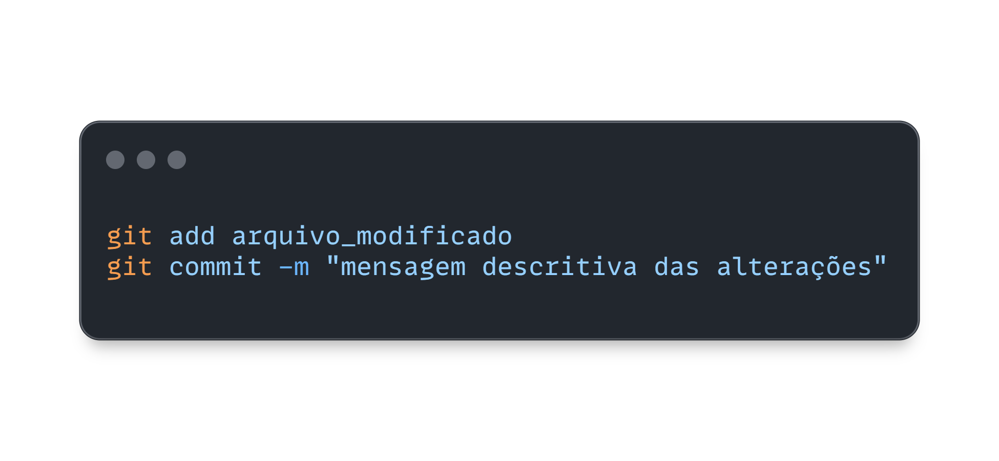 git add arquivo_modificado
git commit -m "mensagem descritiva das alterações"